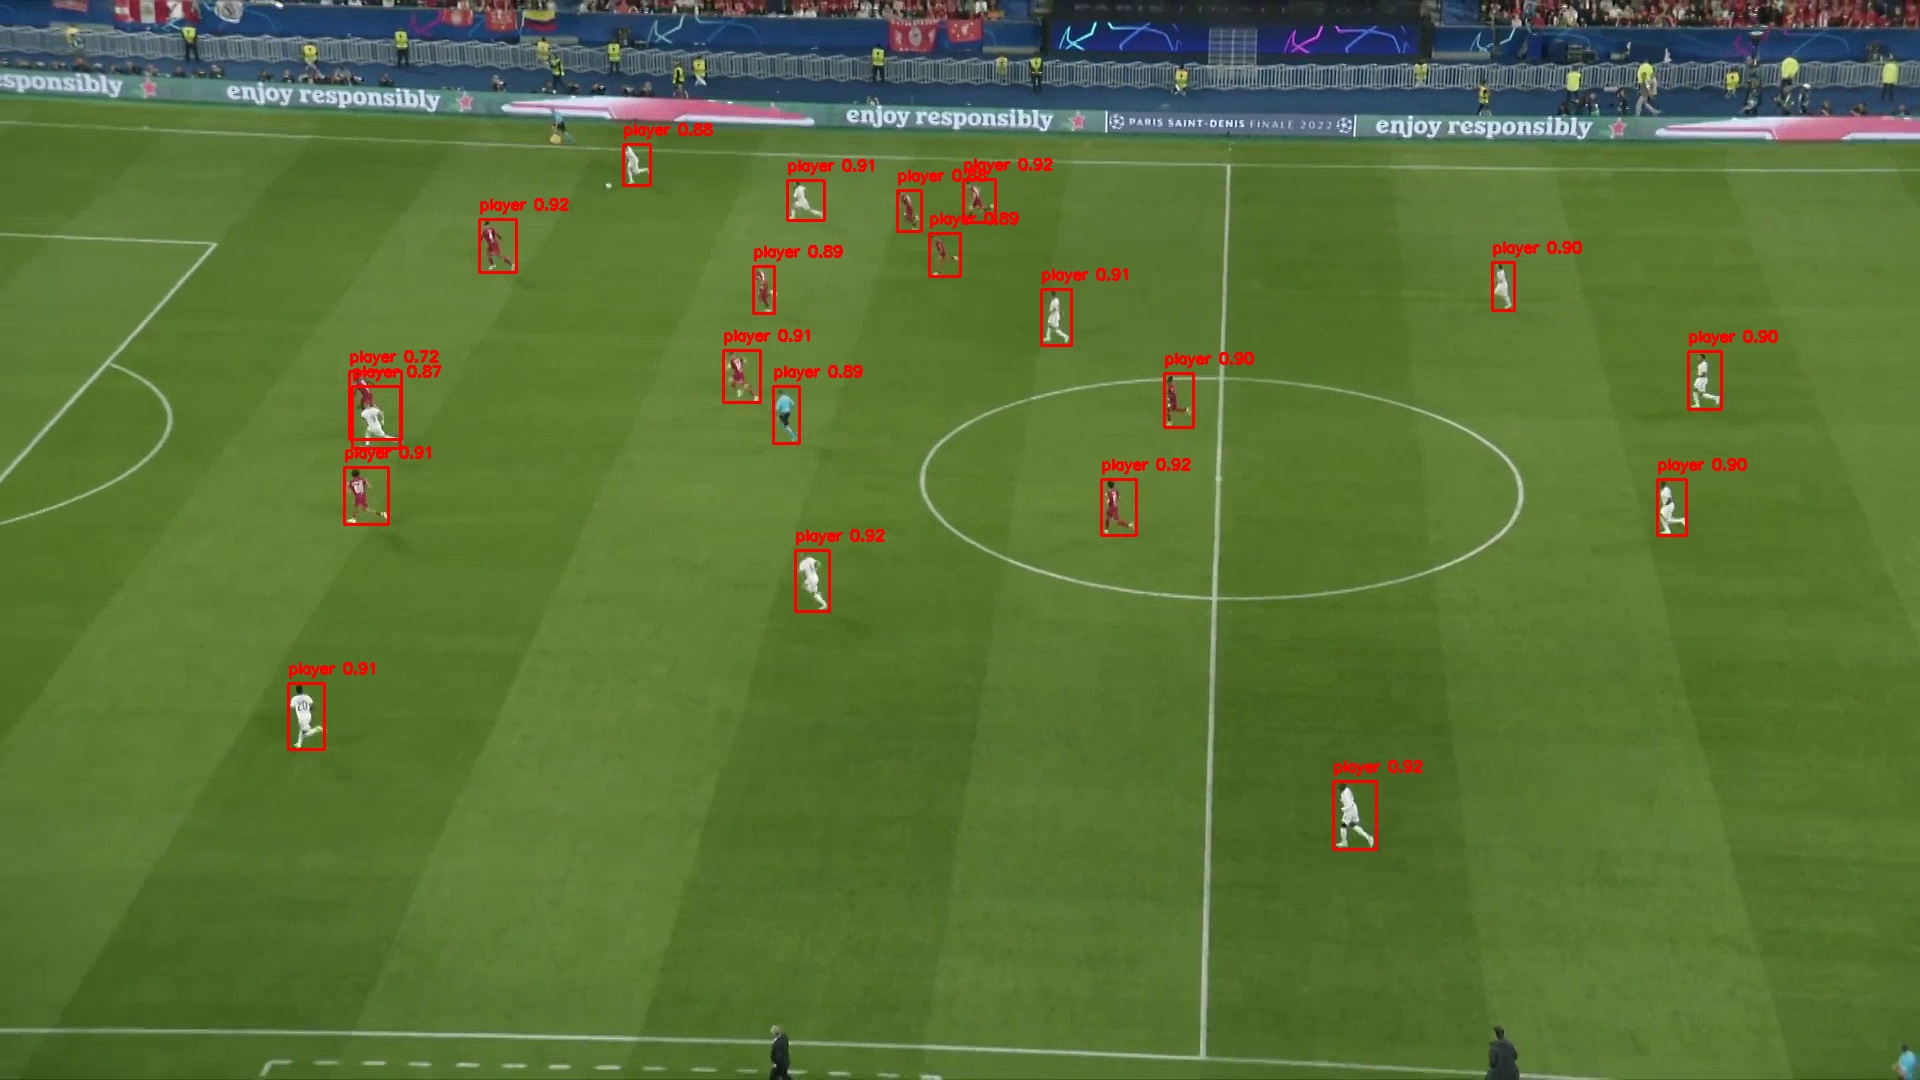 sponsibly
enjoy responsibly
enjoy responsibly
PARIS SAINT-DENIS FINALE 2022
enjoy responsibly
player 0.88
player 0.91
player 0.92
player 0.92
player 0.89
player 0.89
player 0.90
player 0.91
player 0.91
player 0.90
player 0.72
player 0.87
player 0.89
player 0.90
player 0.91
player 0.92
player 0.90
player 0.92
player 0.91
20
player 0.92